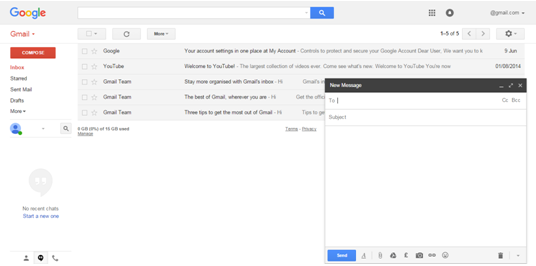 Google
@gmail.com
Gmail
More
1–5 of 5
COMPOSE
Inbox
Starred
Sent Mail
Drafts
More
Google Your account settings in one place at My Account - Controls to protect and secure your Google Account Dear User. We want you to k 9 Jun
YouTube Welcome to YouTube! - The largest collection of videos ever. Come see what's new. Welcome to YouTube You're now 01/08/2014
Gmail Team Stay more organised with Gmail's inbox - Hi Gmail's
Gmail Team The best of Gmail, wherever you are - Hi Get the offic
Gmail Team Three tips to get the most out of Gmail - Hi Tips to ge
0 GB (0%) of 15 GB used
Manage
Terms - Privacy
New Message
To
Cc Bcc
Subject
Send
No recent chats
Start a new one